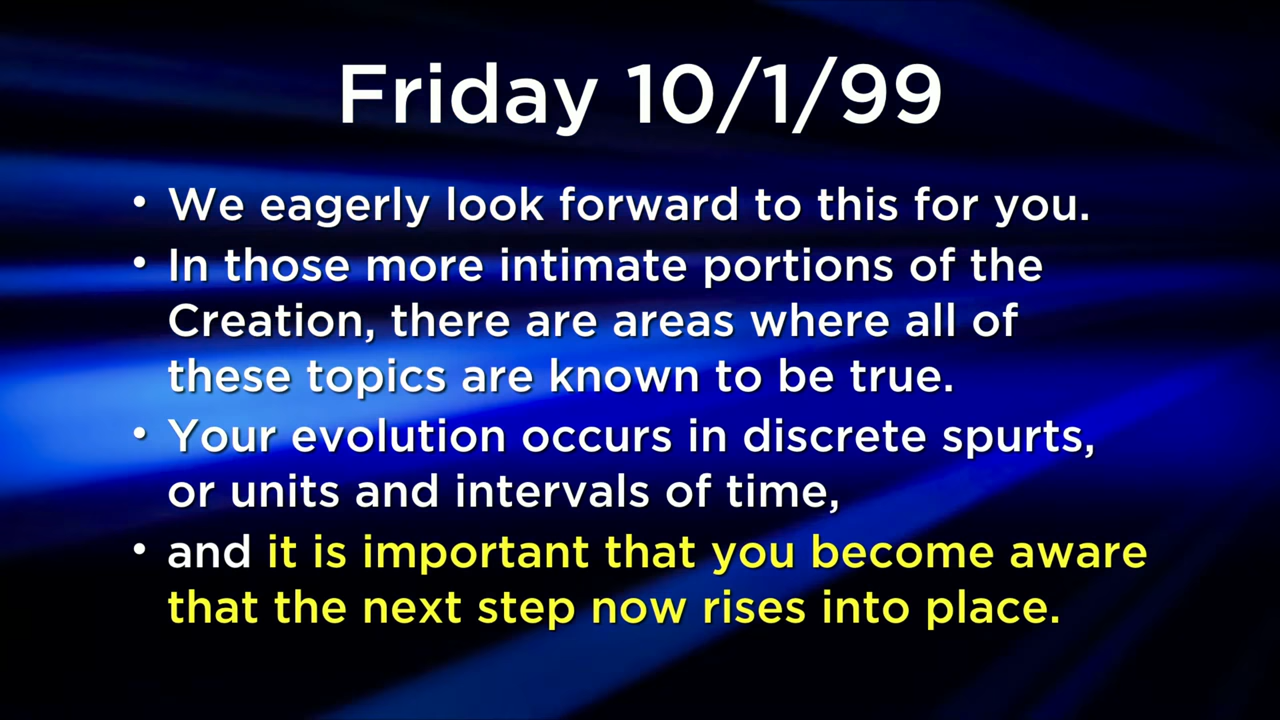 Friday 10/1/99
• We eagerly look forward to this for you.
• In those more intimate portions of the
Creation, there are areas where all of
these topics are known to be true.
• Your evolution occurs in discrete spurts,
or units and intervals of time,
• and it is important that you become aware
that the next step now rises into place.